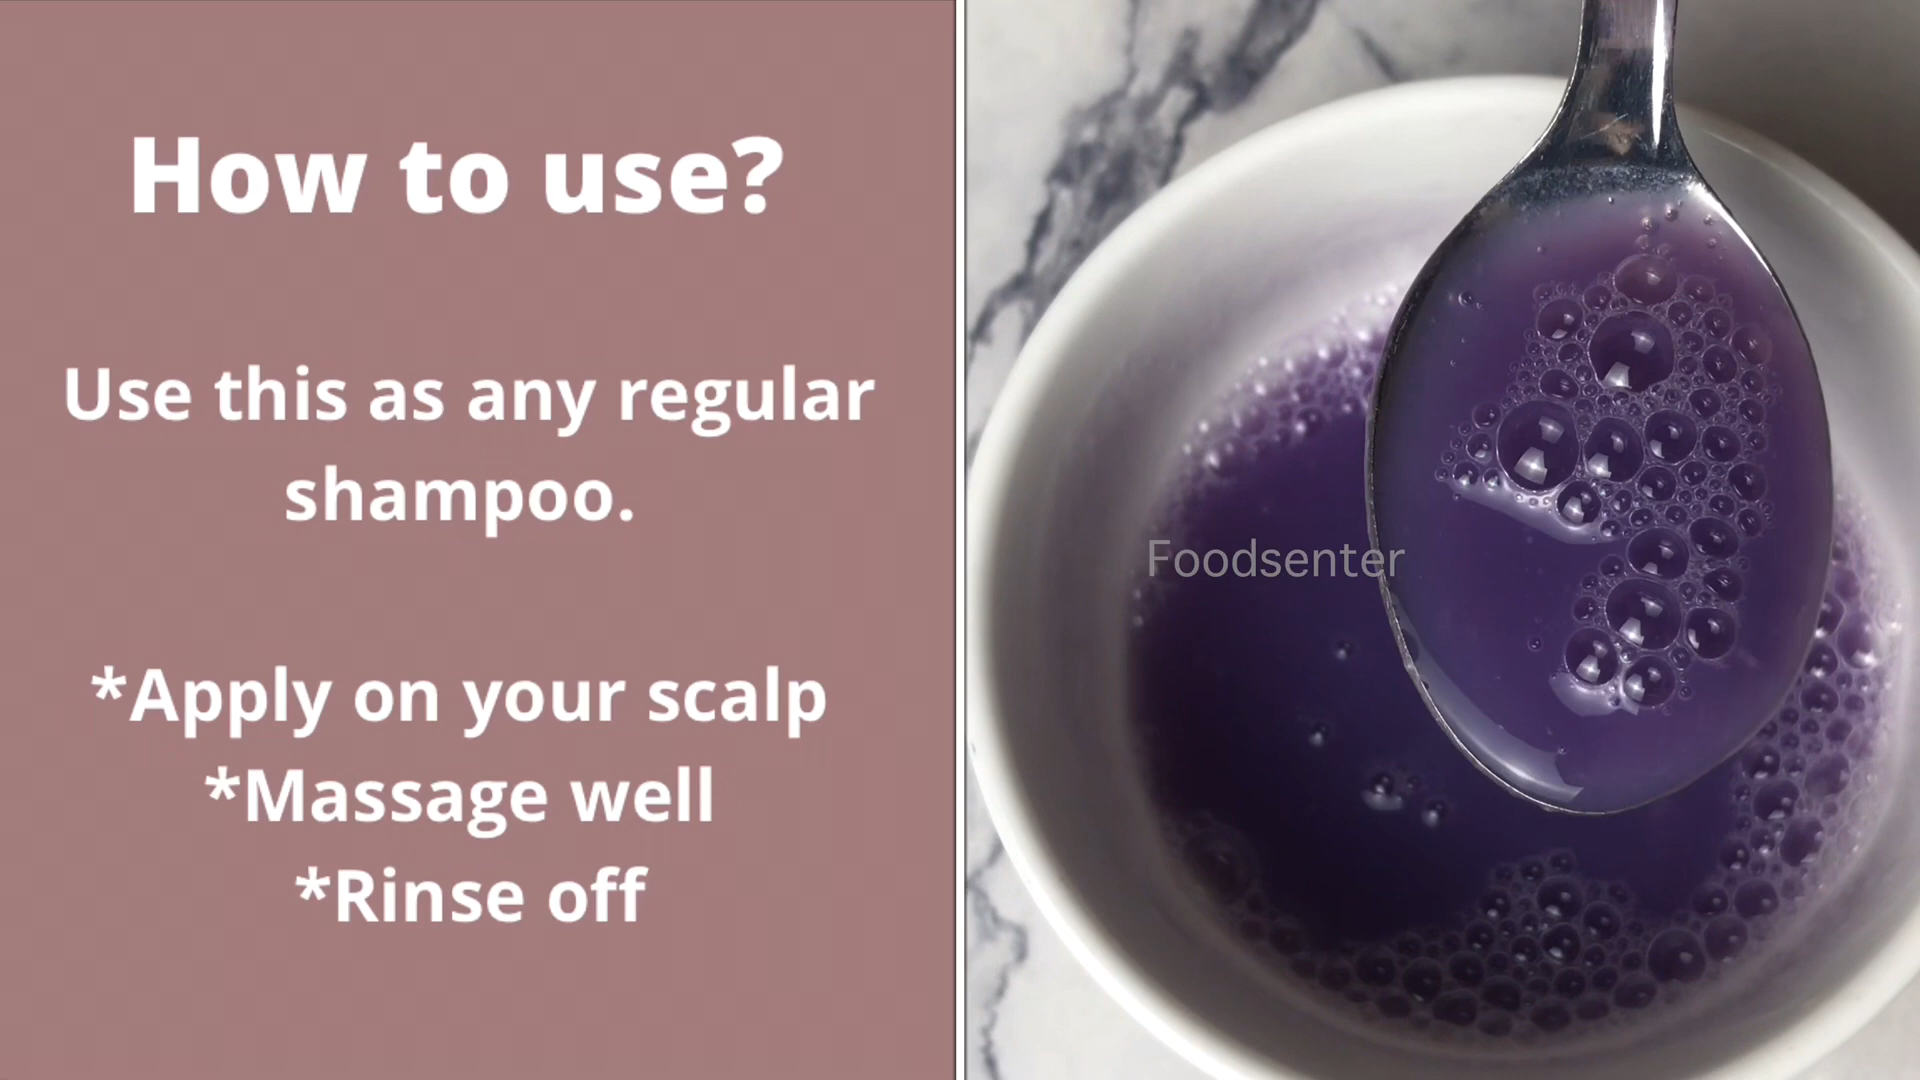 How to use?
Use this as any regular
shampoo.
*Apply on your scalp
*Massage well
*Rinse off
Foodsenter